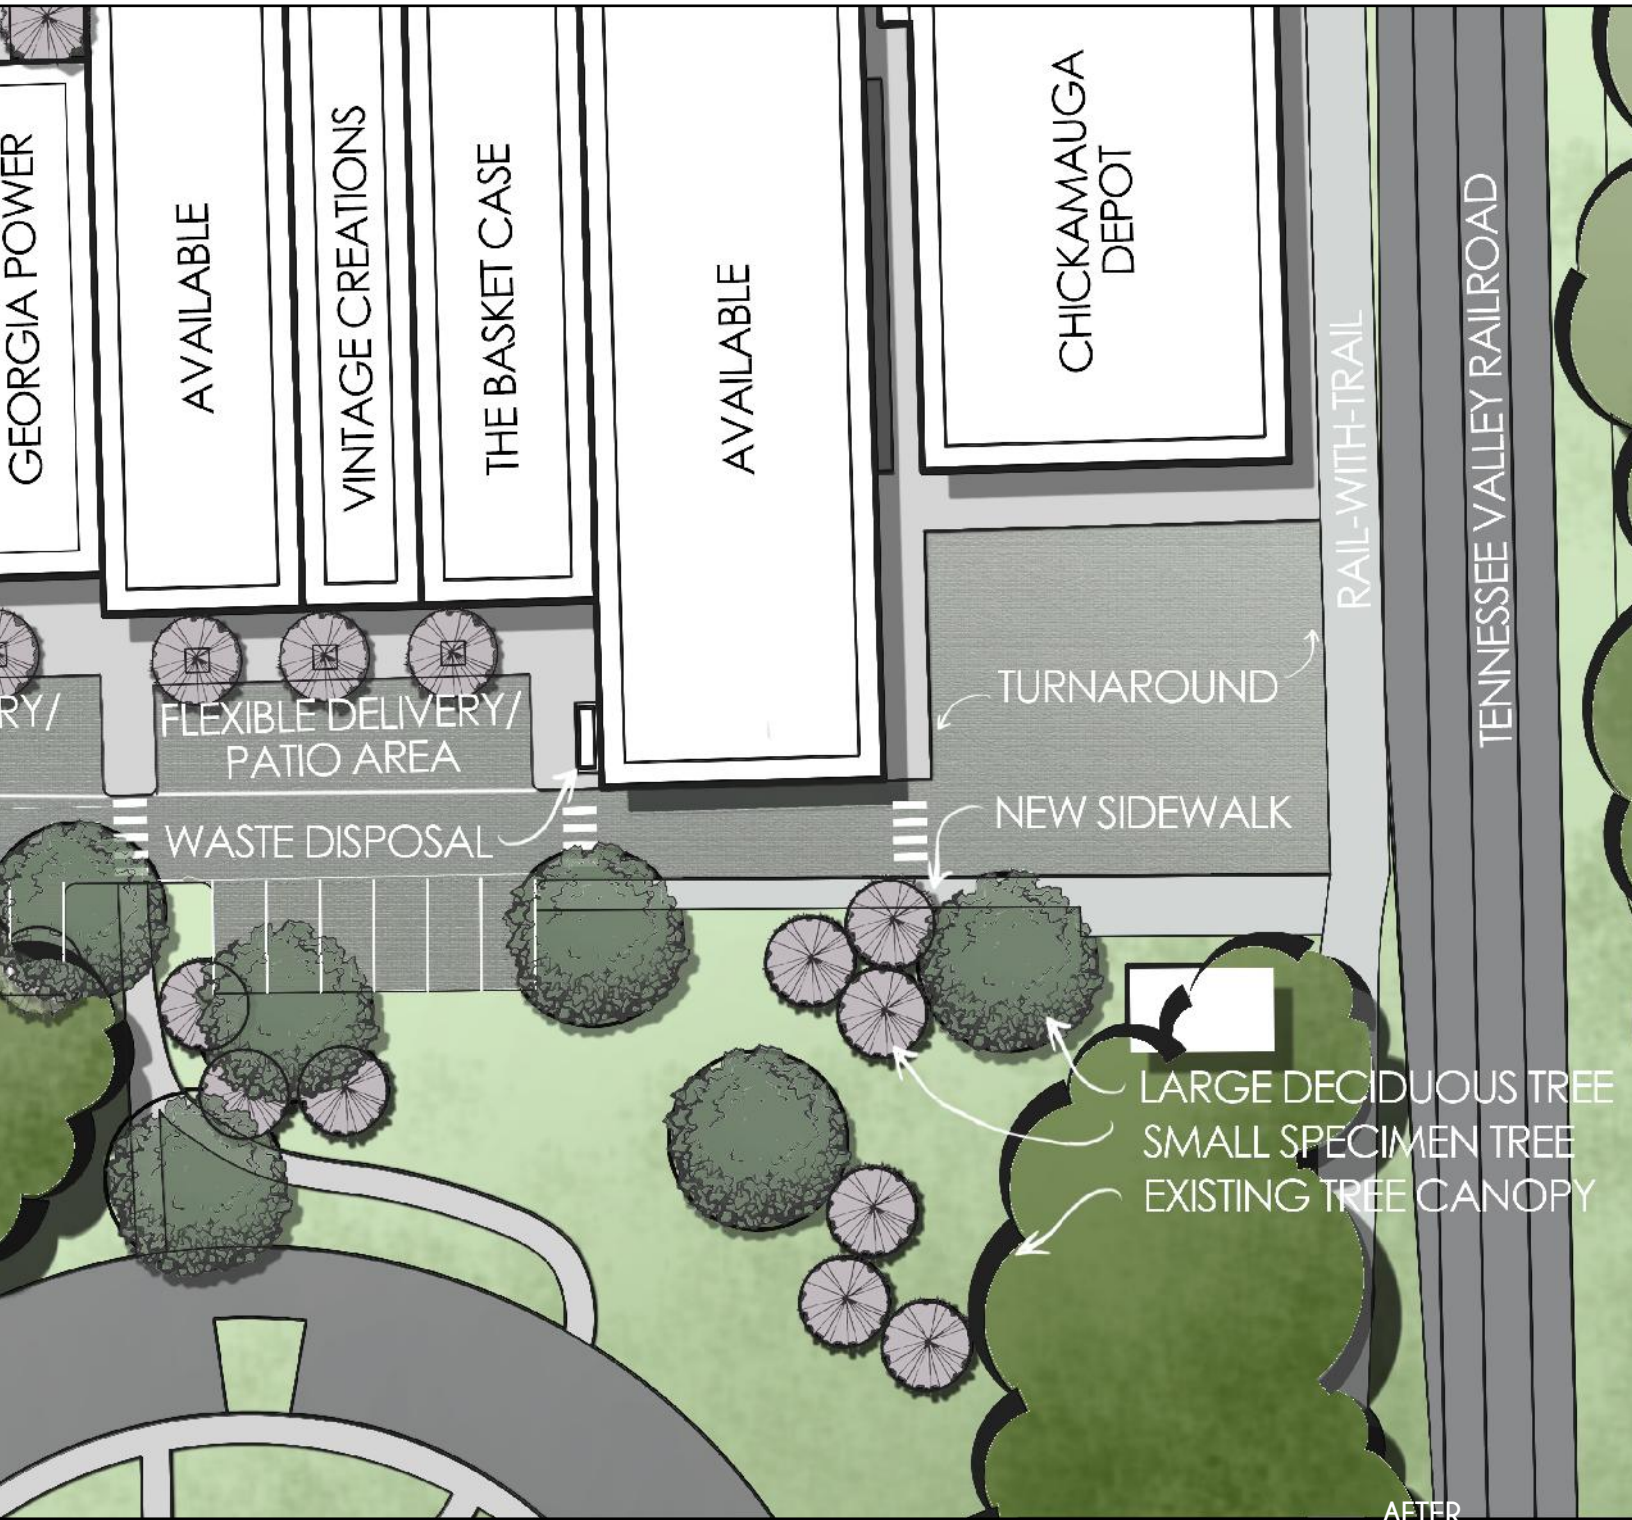 GEORGIA POWER
AVAILABLE
VINTAGE CREATIONS
THE BASKET CASE
AVAILABLE
CHICKAMAUGA
DEPOT
RAIL-WITH-TRAIL
TENNESSEE VALLEY RAILROAD
RY/
FLEXIBLE DELIVERY/
PATIO AREA
TURNAROUND
WASTE DISPOSAL
NEW SIDEWALK
LARGE DECIDUOUS TREE
SMALL SPECIMEN TREE
EXISTING TREE CANOPY
AFTER